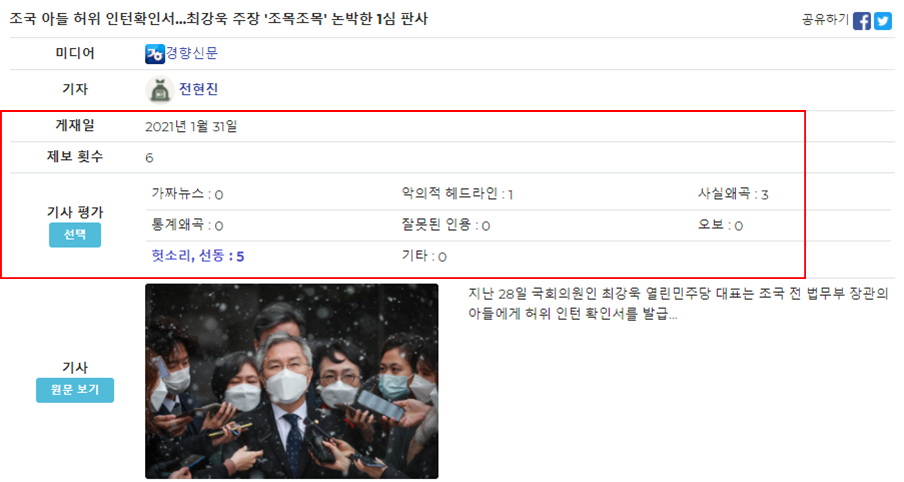 조국 아들 허위 인턴확인서...최강욱 주장 '조목조목' 논박한 1심 판사 공유하기
미디어 경향신문
기자 전현진
게재일 2021년 1월 31일
제보 횟수 6
가짜뉴스 : 0 악의적 헤드라인 : 1 사실왜곡 : 3
기사 평가
선택
통계왜곡 : 0 잘못된 인용 : 0 오보 : 0
헛소리, 선동 : 5 기타 : 0
지난 28일 국회의원인 최강욱 열린민주당 대표는 조국 전 법무부 장관의
아들에게 허위 인턴 확인서를 발급...
기사
원문 보기